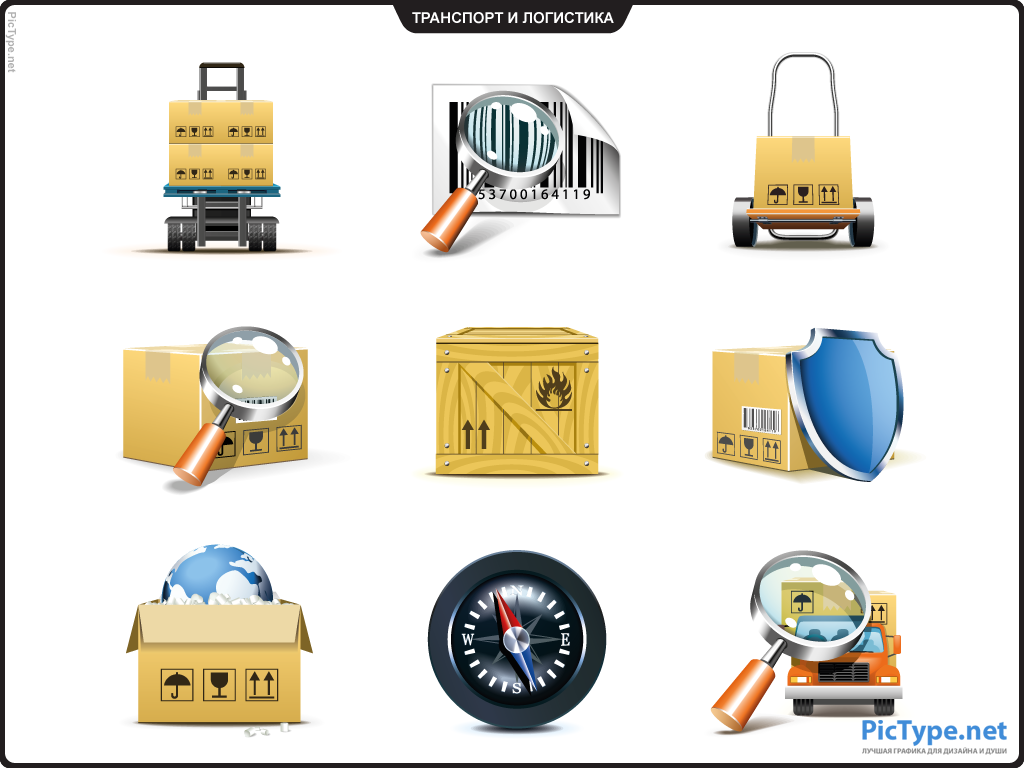 ТРАНСПОРТ И ЛОГИСТИКА
PicType.net
53700164119
N
W E
S
PicType.net
ЛУЧШАЯ ГРАФИКА ДЛЯ ДИЗАЙНА И ДУШИ